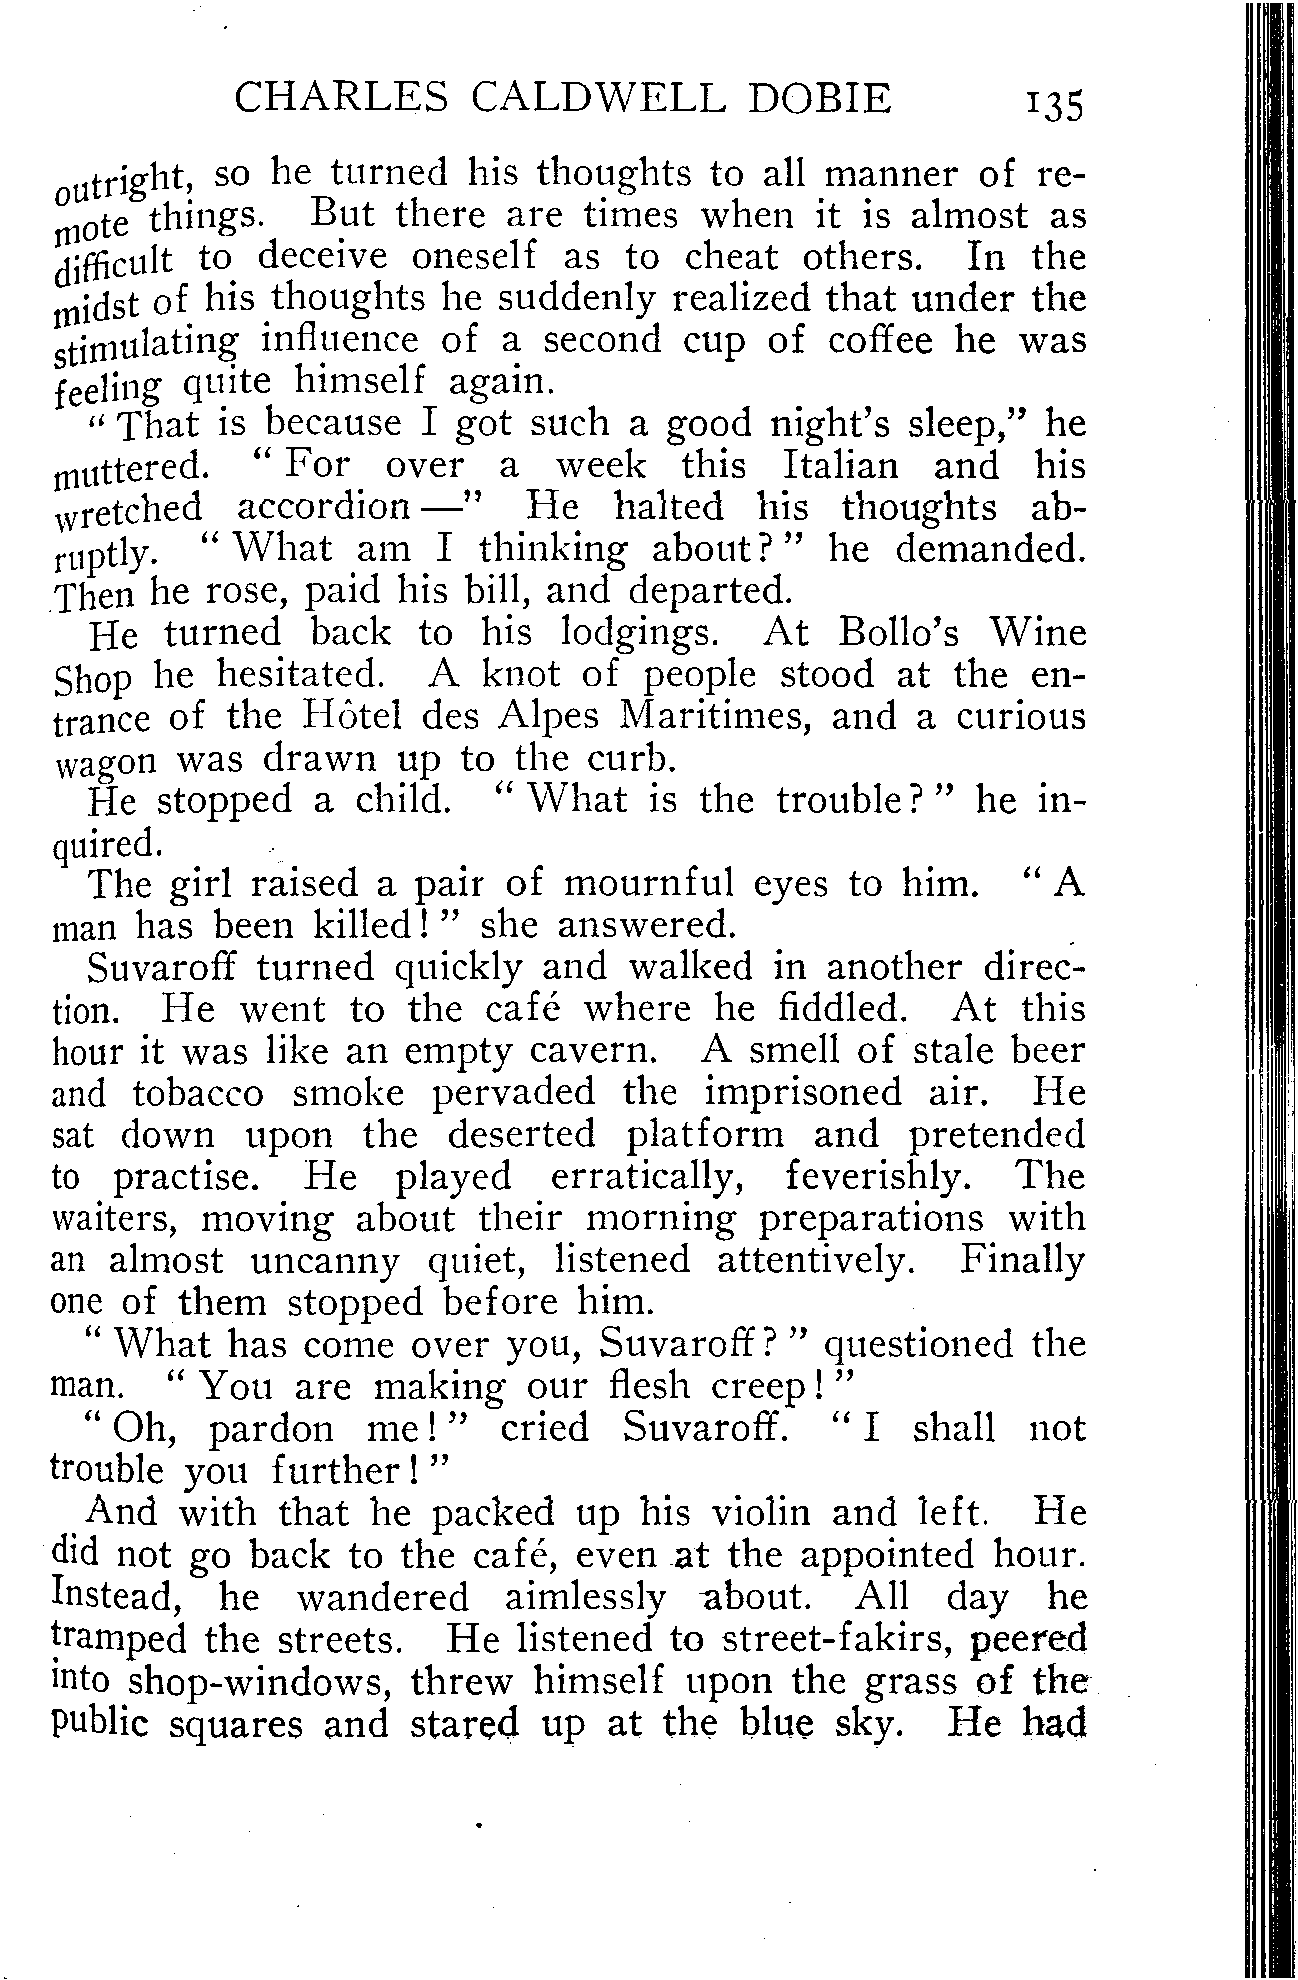 CHARLES CALDWELL DOBIE 135
outright, so he turned his thoughts to all manner of re-
mote things. But there are times when it is almost as
difficult to deceive oneself as to cheat others. In the
midst of his thoughts he suddenly realized that under the
stimulating influence of a second cup of coffee he was
feeling quite himself again.
“ That is because I got such a good night's sleep,” he
muttered. “ For over a week this Italian and his
wretched accordion —” He halted his thoughts ab-
ruptly. “ What am I thinking about? ” he demanded.
Then he rose, paid his bill, and departed.
He turned back to his lodgings. At Bollo's Wine
Shop he hesitated. A knot of people stood at the en-
trance of the Hôtel des Alpes Maritimes, and a curious
wagon was drawn up to the curb.
He stopped a child. “ What is the trouble? ” he in-
quired.
The girl raised a pair of mournful eyes to him. “ A
man has been killed! ” she answered.
Suvaroff turned quickly and walked in another direc-
tion. He went to the café where he fiddled. At this
hour it was like an empty cavern. A smell of stale beer
and tobacco smoke pervaded the imprisoned air. He
sat down upon the deserted platform and pretended
to practise. He played erratically, feverishly. The
waiters, moving about their morning preparations with
an almost uncanny quiet, listened attentively. Finally
one of them stopped before him.
“ What has come over you, Suvaroff? ” questioned the
man. “ You are making our flesh creep! ”
“ Oh, pardon me! ” cried Suvaroff. “ I shall not
trouble you further! ”
And with that he packed up his violin and left. He
did not go back to the café, even at the appointed hour.
Instead, he wandered aimlessly about. All day he
tramped the streets. He listened to street-fakirs, peered
into shop-windows, threw himself upon the grass of the
public squares and stared up at the blue sky. He had